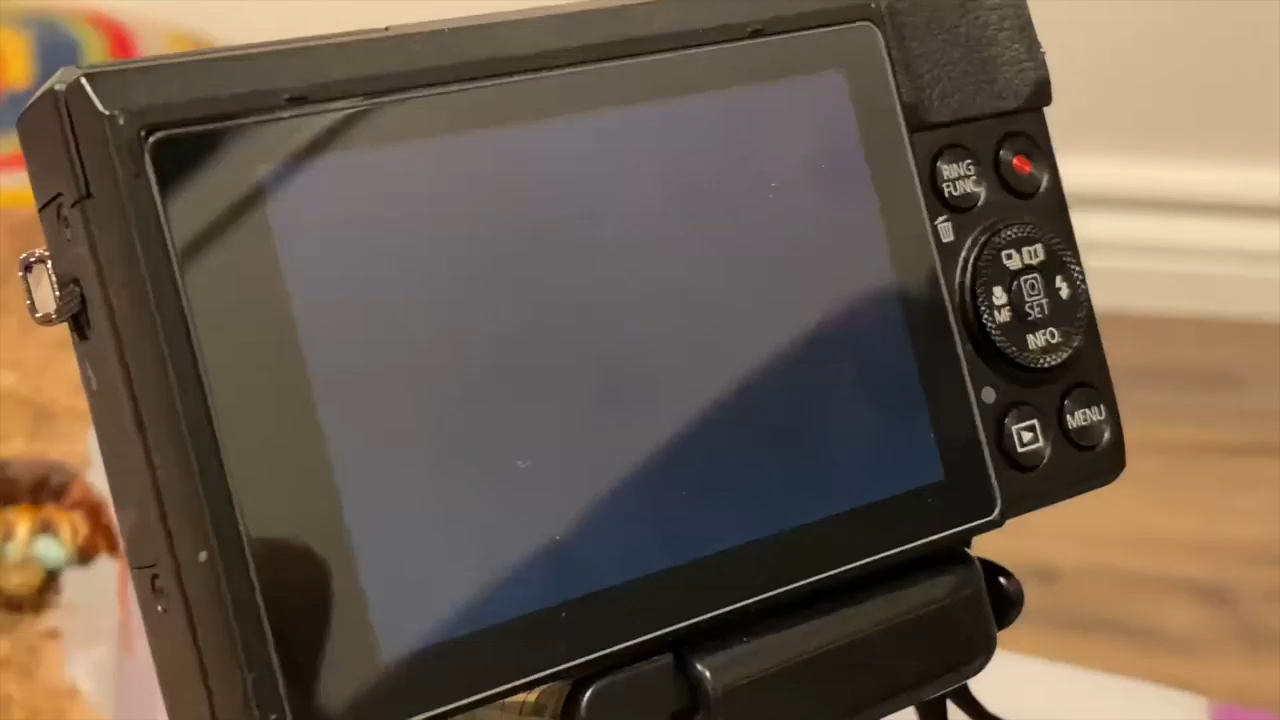 RING
FUNC.
MF
SET
INFO.
MENU